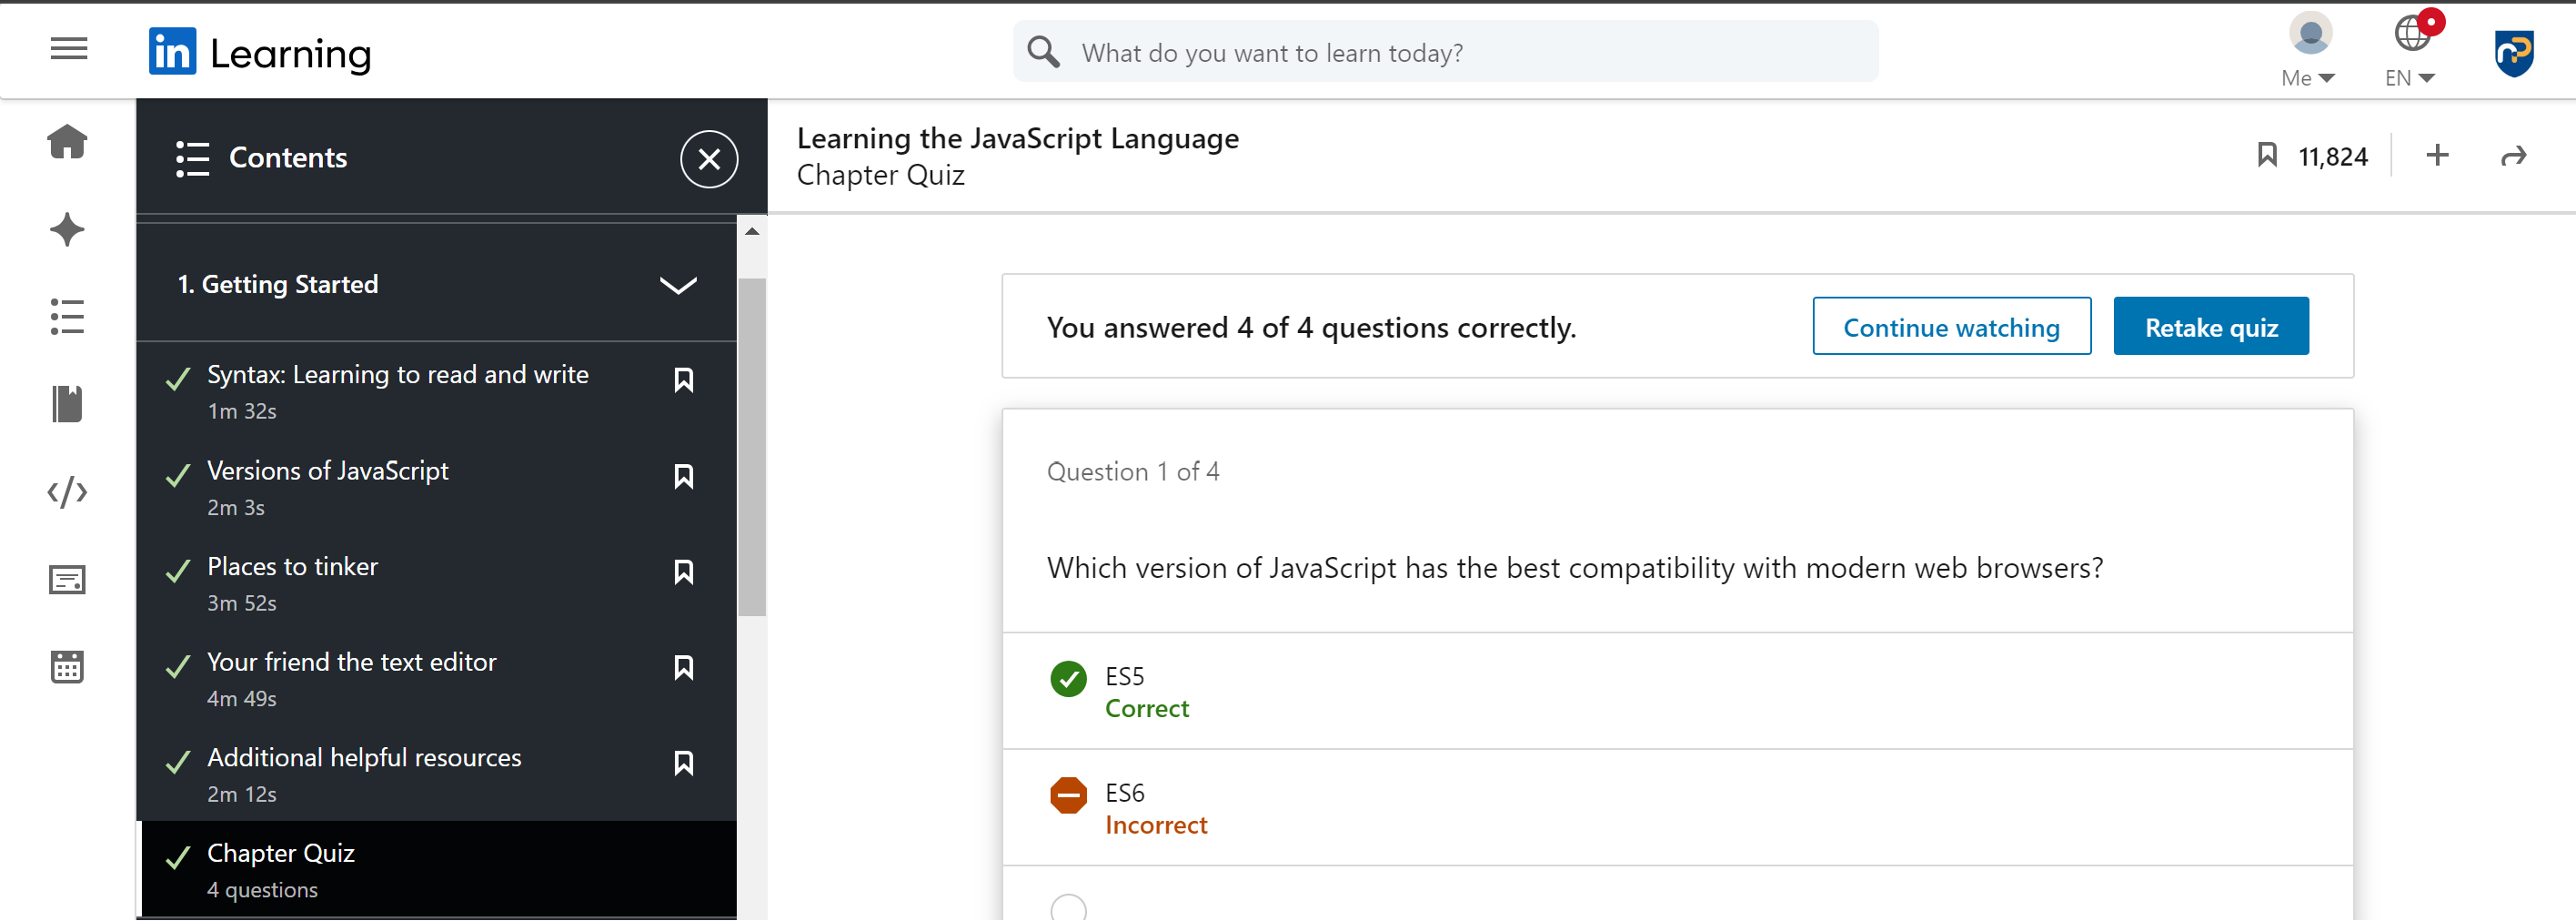 in Learning
What do you want to learn today?
Me
EN
Contents
1. Getting Started
Syntax: Learning to read and write
1m 32s
Versions of JavaScript
2m 3s
Places to tinker
3m 52s
Your friend the text editor
4m 49s
Additional helpful resources
2m 12s
Chapter Quiz
4 questions
Learning the JavaScript Language
Chapter Quiz
11,824
You answered 4 of 4 questions correctly.
Continue watching
Retake quiz
Question 1 of 4
Which version of JavaScript has the best compatibility with modern web browsers?
ES5
Correct
ES6
Incorrect